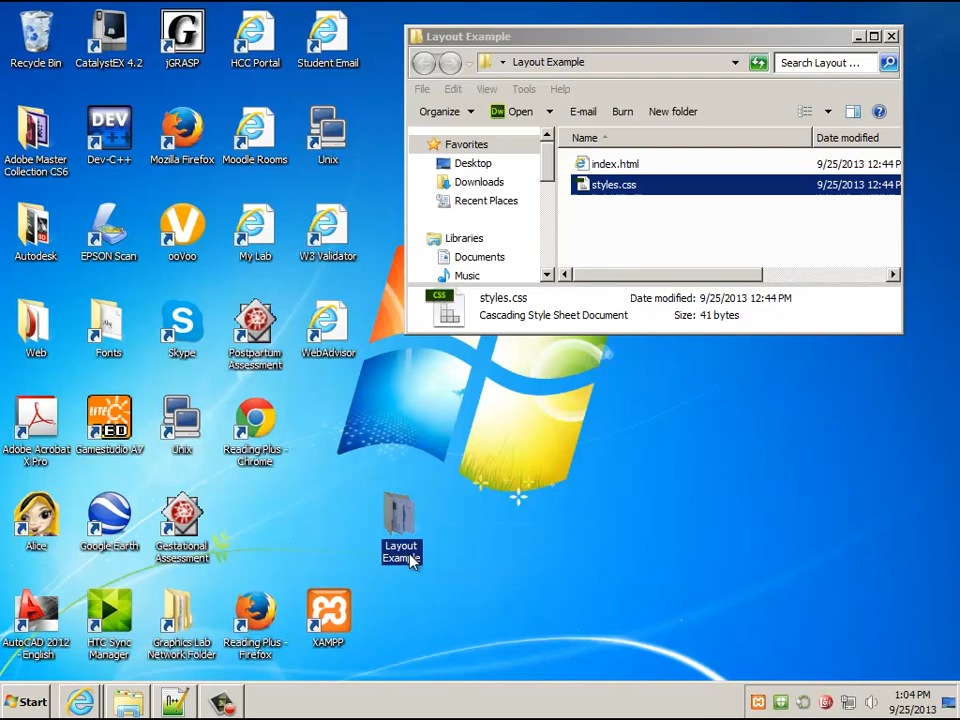 Recycle Bin
CatalystEX 4.2
G
jGRASP
HCC Portal
Student Email
Adobe Master
Collection CS6
DEV
Dev-C++
Mozilla Firefox
Moodle Rooms
Unix
Autodesk
EPSON Scan
ooVoo
My Lab
W3 Validator
Web
Fonts
S
Skype
Postpartum
Assessment
WebAdvisor
Adobe Acrobat
X Pro
LITE-C
ED
Gamestudio A7
Unix
Reading Plus -
Chrome
Alice
Google Earth
Gestational
Assessment
Layout
Example
AutoCAD 2012
- English
HTC Sync
Manager
Graphics Lab
Network Folder
Reading Plus -
Firefox
XAMPP
Layout Example
Layout Example
Search Layout ...
File Edit View Tools Help
Organize Dw Open E-mail Burn New folder
Favorites
Desktop
Downloads
Recent Places
Libraries
Documents
Music
Name Date modified
index.html 9/25/2013 12:44 P
styles.css 9/25/2013 12:44 P
CSS
styles.css Date modified: 9/25/2013 12:44 PM
Cascading Style Sheet Document Size: 41 bytes
Start
1:04 PM
9/25/2013